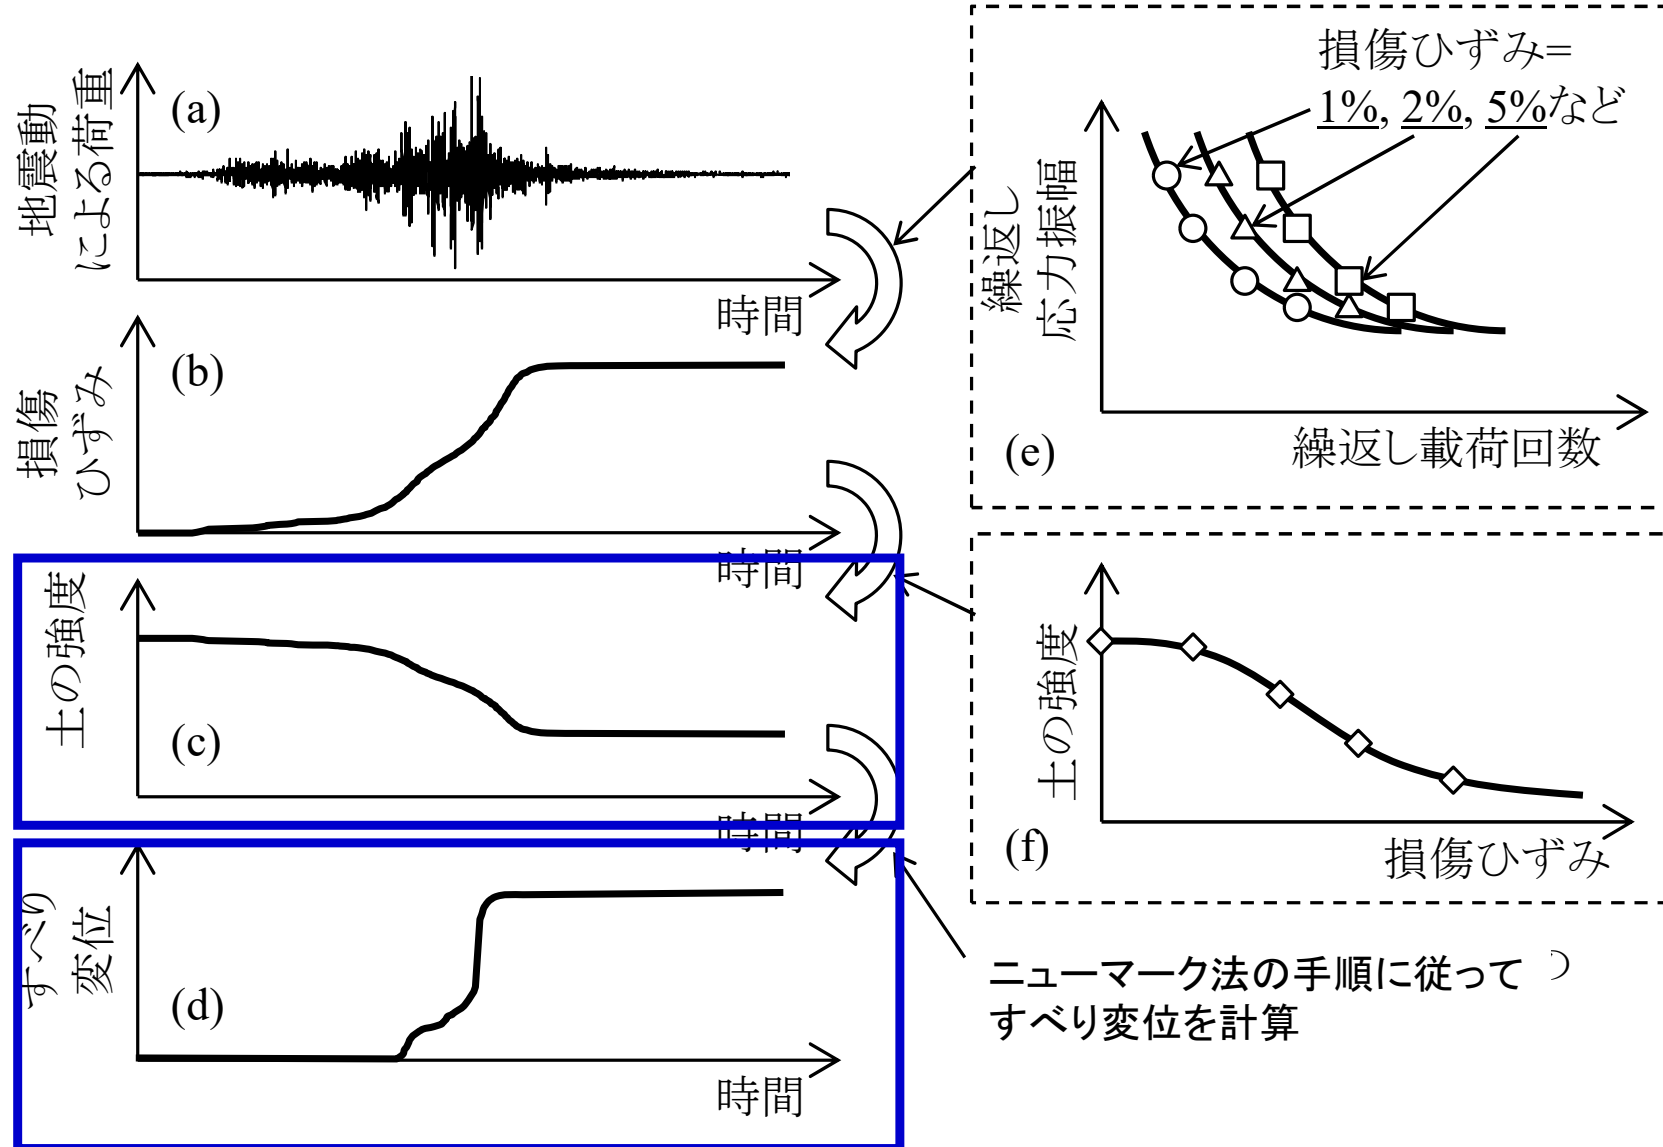 (a)
地震動
による荷重
時間
(b)
損傷
ひずみ
時間
(c)
土の強度
時間
(d)
すべり
変位
時間
損傷ひずみ=
1%, 2%, 5%など
繰返し
応力振幅
(e)
繰返し載荷回数
土の強度
(f)
損傷ひずみ
ニューマーク法の手順に従って
すべり変位を計算